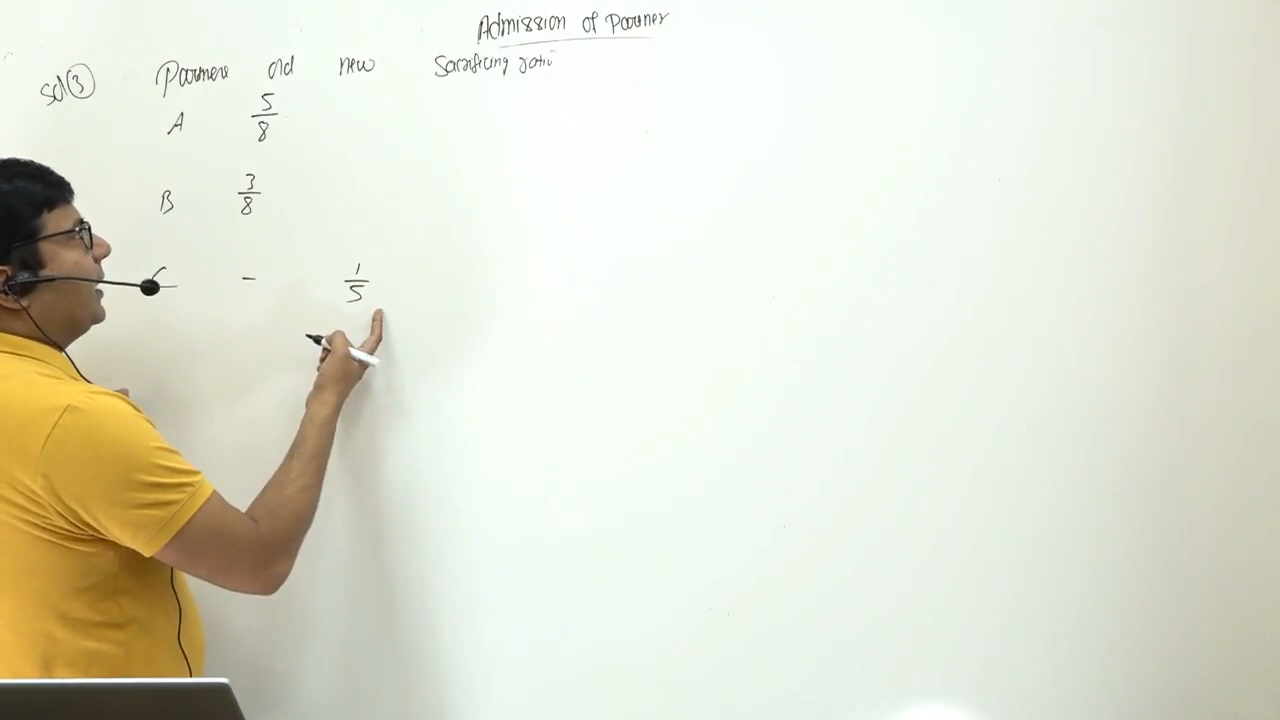 Admission of Partner
Sol③ Partners old new Sacrificing ratio
A 5/8
B 3/8
C - 1/5